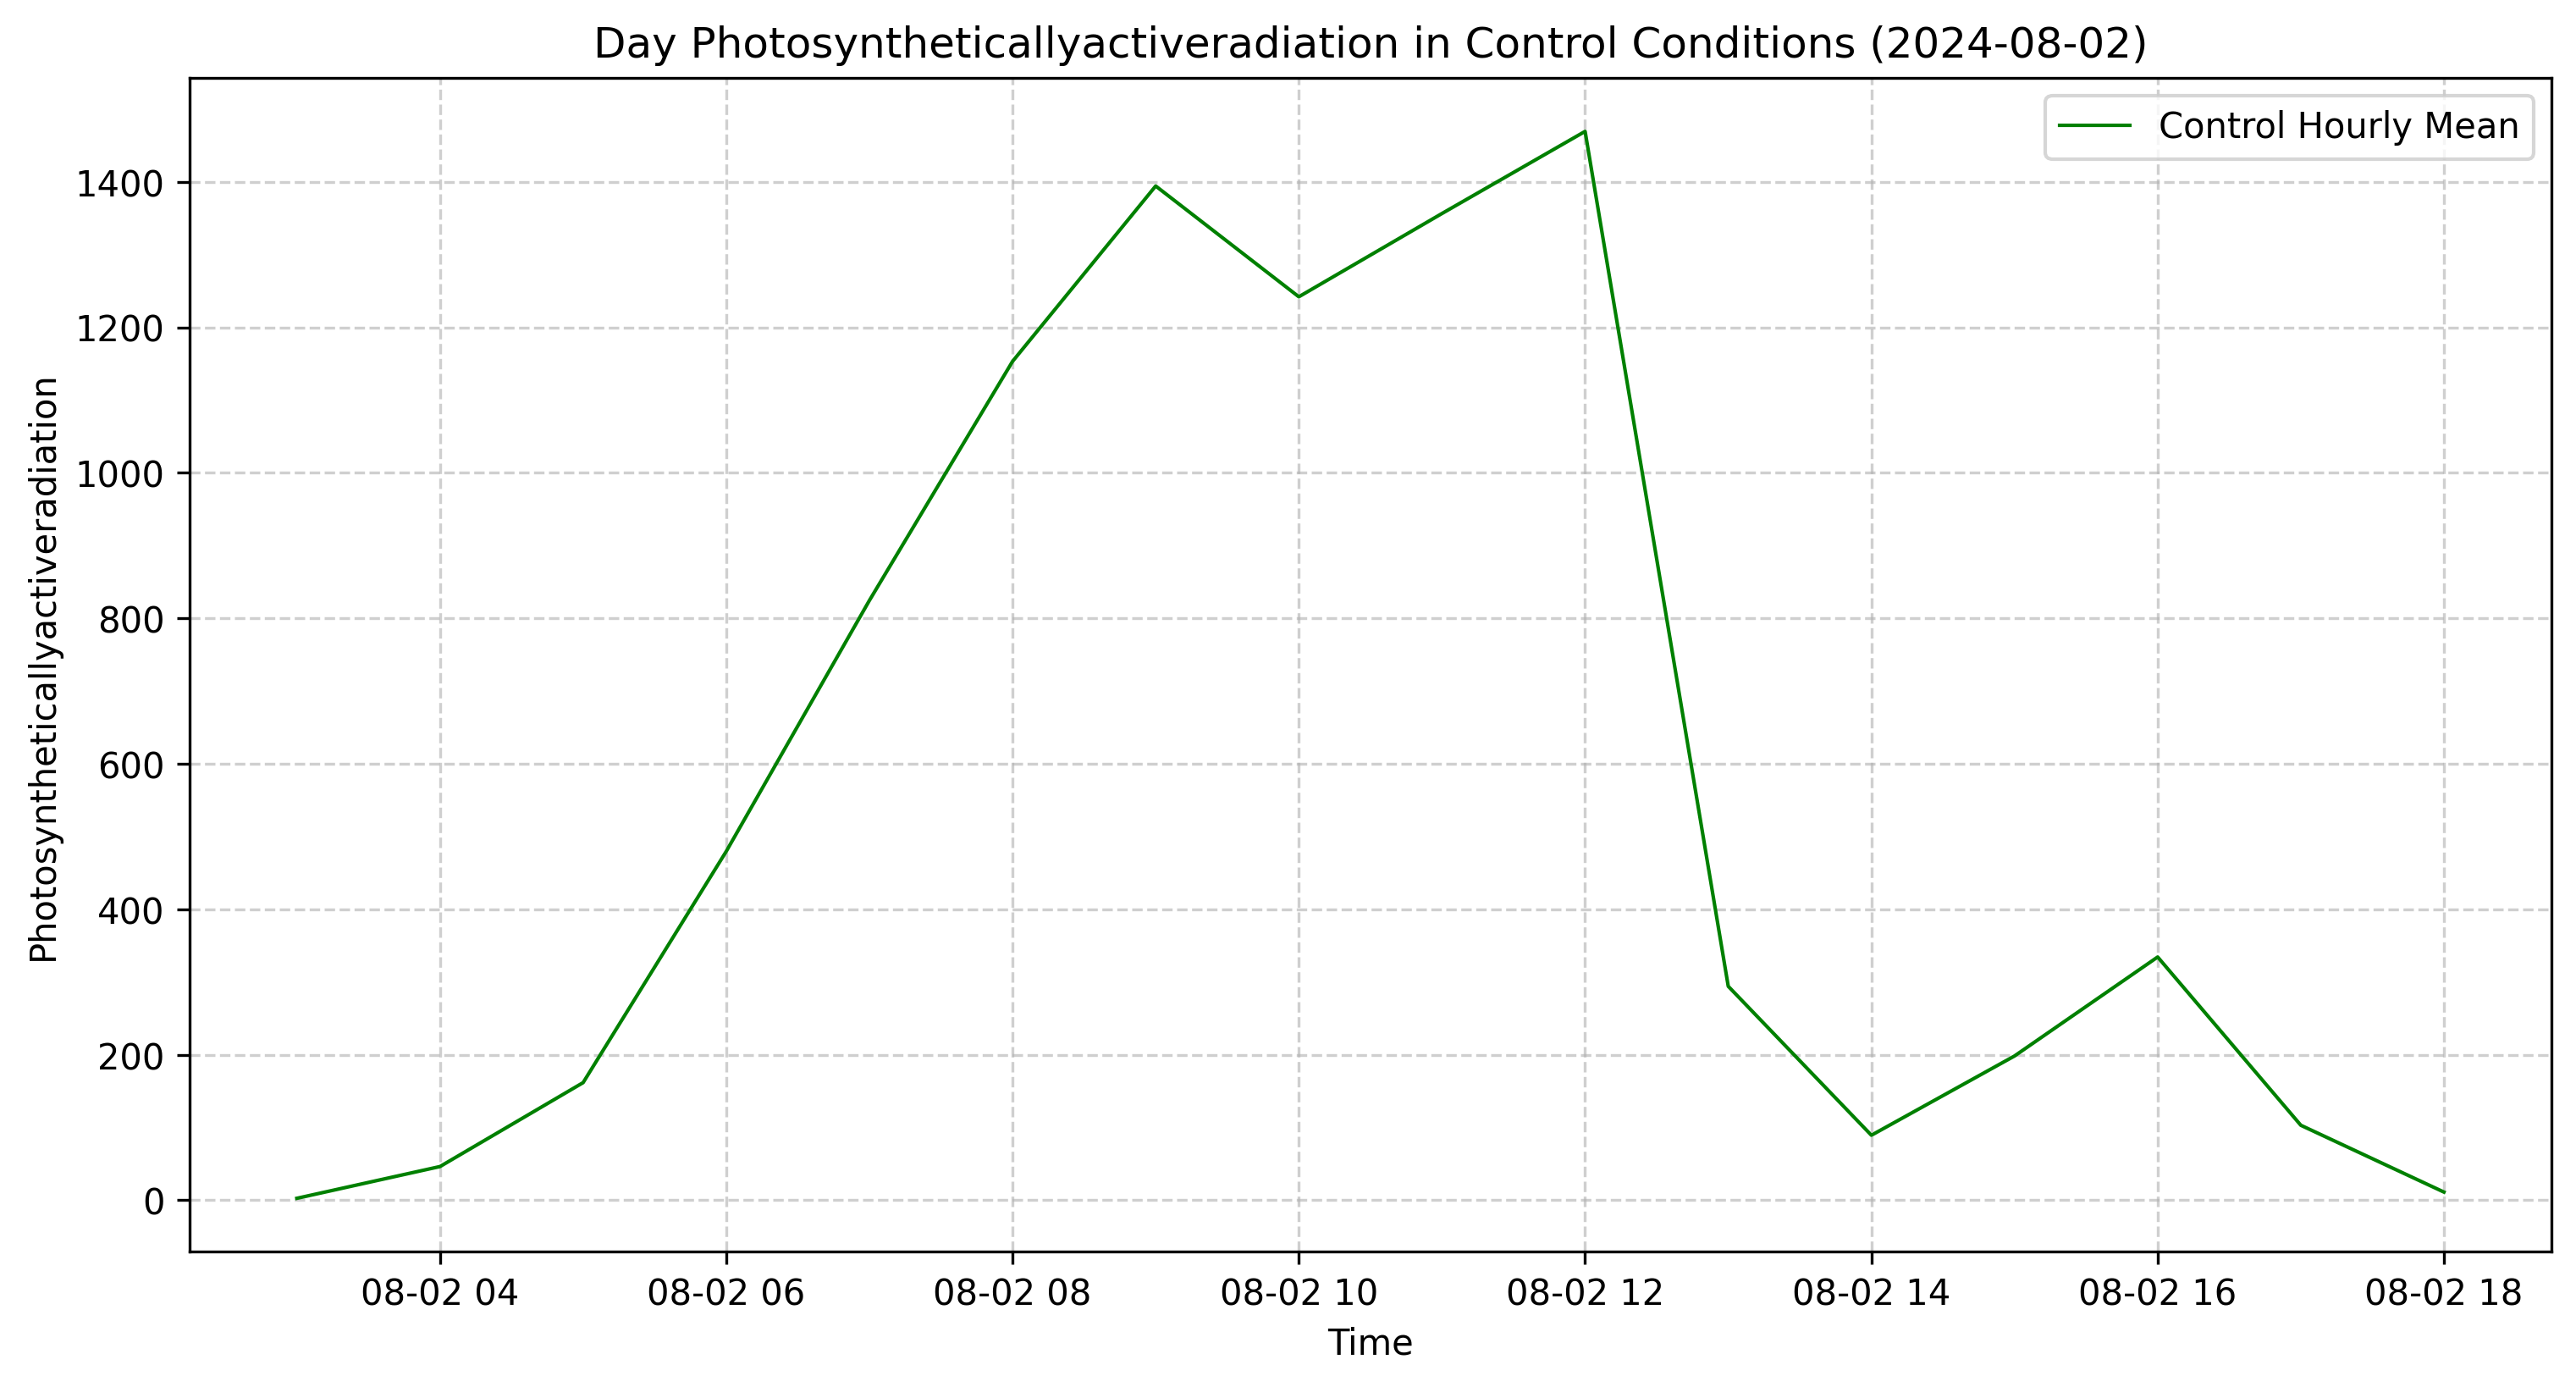 Day Photosyntheticallyactiveradiation in Control Conditions (2024-08-02)
Control Hourly Mean
Photosyntheticallyactiveradiation
1400
1200
1000
800
600
400
200
0
08-02 04 08-02 06 08-02 08 08-02 10 08-02 12 08-02 14 08-02 16 08-02 18
Time